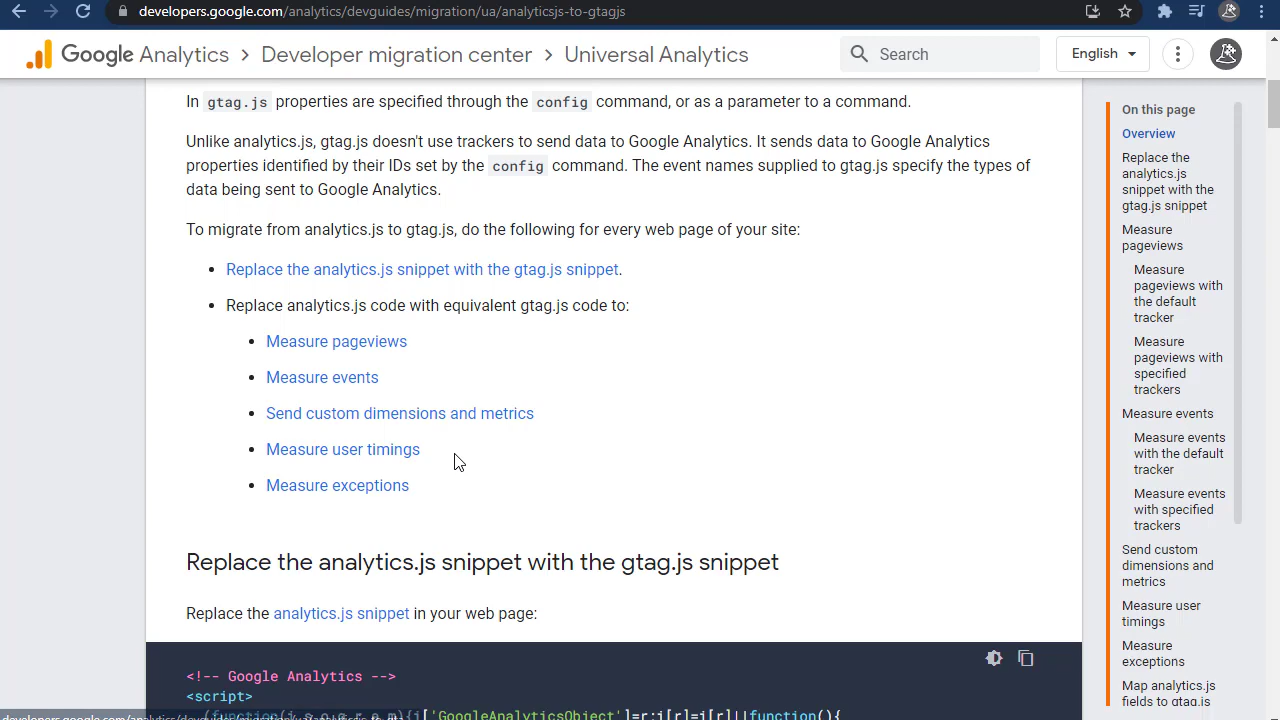 developers.google.com/analytics/devguides/migration/ua/analyticsjs-to-gtagjs
Google Analytics > Developer migration center > Universal Analytics
Search
English
In gtag.js properties are specified through the config command, or as a parameter to a command.
Unlike analytics.js, gtag.js doesn't use trackers to send data to Google Analytics. It sends data to Google Analytics
properties identified by their IDs set by the config command. The event names supplied to gtag.js specify the types of
data being sent to Google Analytics.
To migrate from analytics.js to gtag.js, do the following for every web page of your site:
• Replace the analytics.js snippet with the gtag.js snippet.
• Replace analytics.js code with equivalent gtag.js code to:
• Measure pageviews
• Measure events
• Send custom dimensions and metrics
• Measure user timings
• Measure exceptions
Replace the analytics.js snippet with the gtag.js snippet
Replace the analytics.js snippet in your web page:
<!-- Google Analytics -->
<script>
(function(i,s,o,g,r,a,m){i['GoogleAnalyticsObject']=r;i[r]=i[r]||function(){
On this page
Overview
Replace the
analytics.js
snippet with the
gtag.js snippet
Measure
pageviews
Measure
pageviews with
the default
tracker
Measure
pageviews with
specified
trackers
Measure events
Measure events
with the default
tracker
Measure events
with specified
trackers
Send custom
dimensions and
metrics
Measure user
timings
Measure
exceptions
Map analytics.js
fields to gtag.js